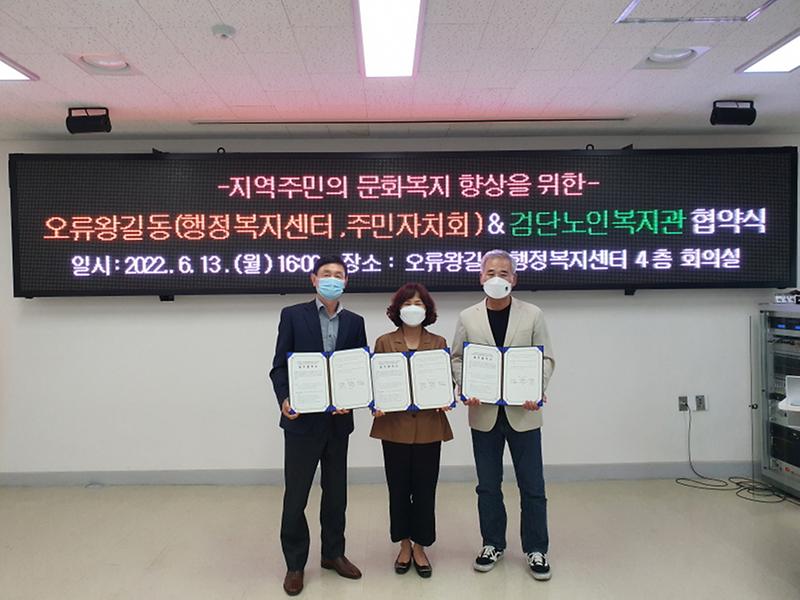 -지역주민의 문화복지 향상을 위한-
오류왕길동(행정복지센터,주민자치회)&검단노인복지관 협약식
일시:2022.6.13.(월) 16:00 장소 : 오류왕길 행정복지센터 4층 회의실